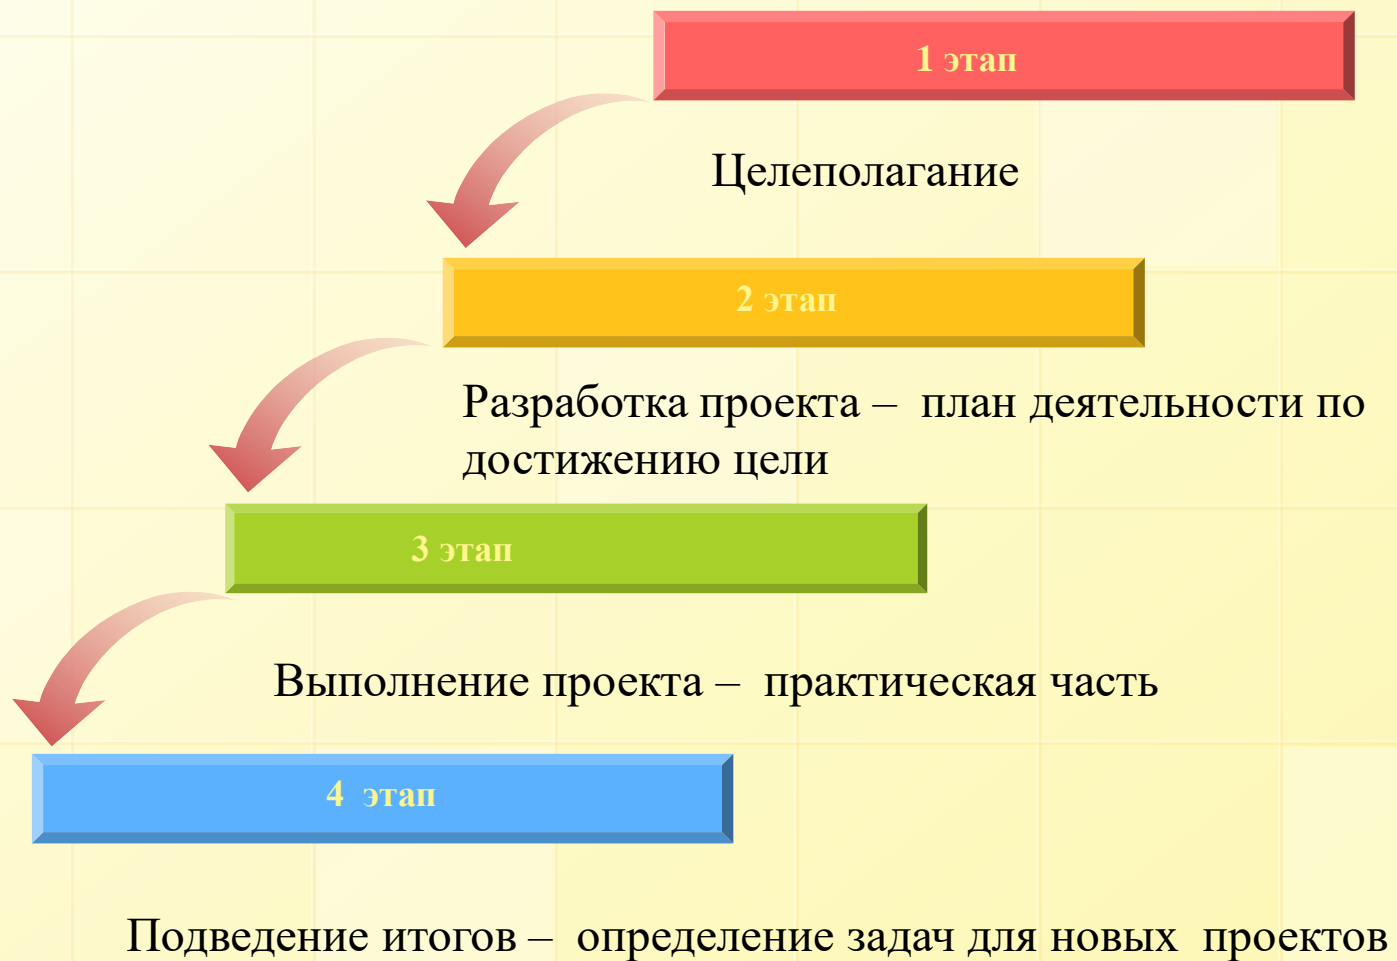 1 этап
Целеполагание
2 этап
Разработка проекта – план деятельности по
достижению цели
3 этап
Выполнение проекта – практическая часть
4 этап
Подведение итогов – определение задач для новых проектов